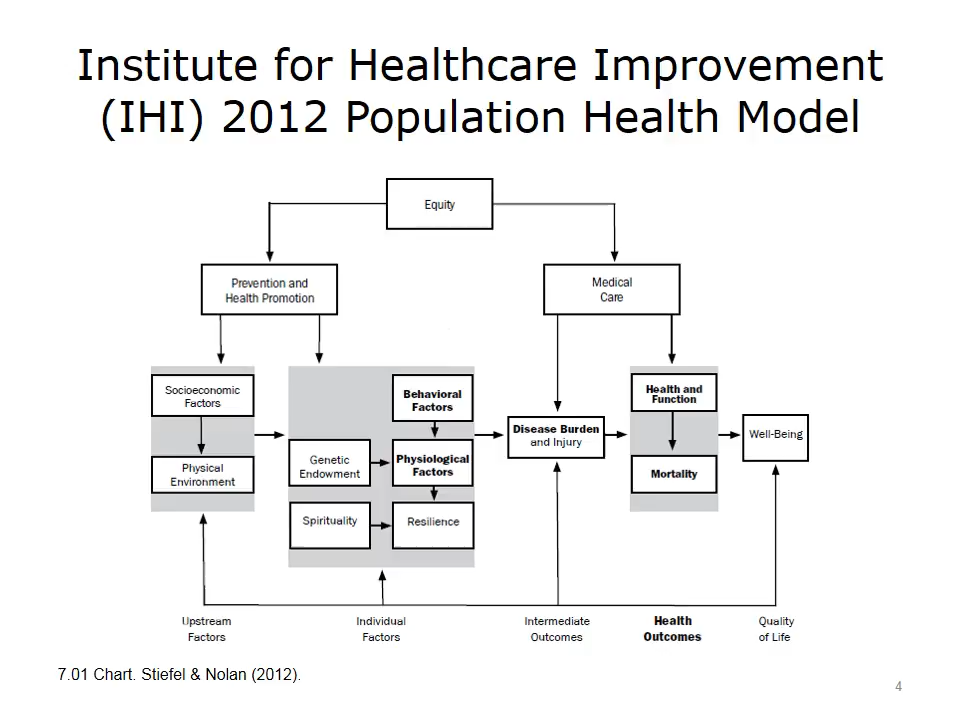 Institute for Healthcare Improvement
(IHI) 2012 Population Health Model
Equity
Prevention and
Health Promotion
Medical
Care
Socioeconomic
Factors
Physical
Environment
Behavioral
Factors
Genetic
Endowment
Physiological
Factors
Spirituality
Resilience
Disease Burden
and Injury
Health and
Function
Mortality
Well-Being
Upstream
Factors
Individual
Factors
Intermediate
Outcomes
Health
Outcomes
Quality
of Life
7.01 Chart. Stiefel & Nolan (2012).
4